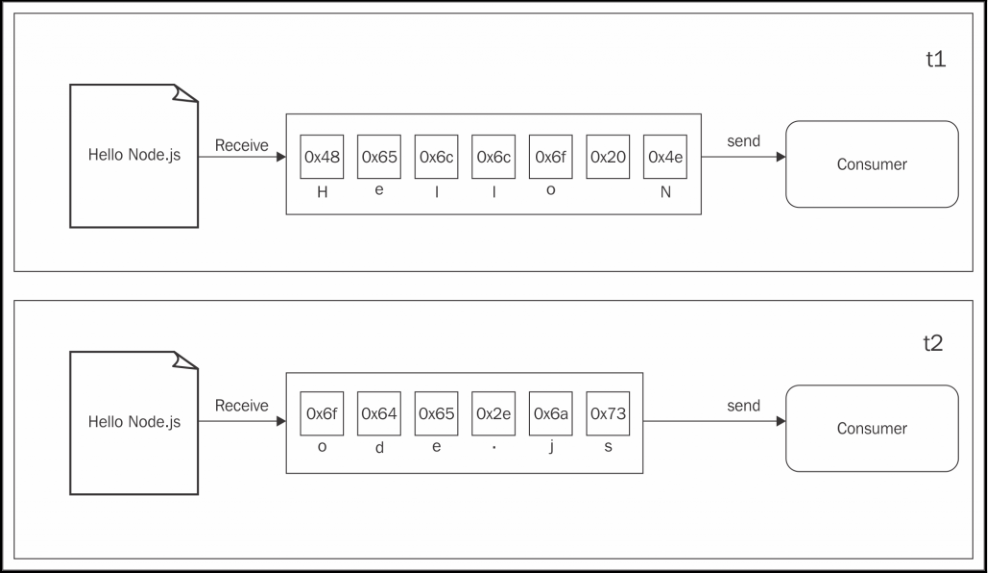 t1
Hello Node.js
Receive
0x48 0x65 0x6c 0x6c 0x6f 0x20 0x4e
H e l l o N
send
Consumer
t2
Hello Node.js
Receive
0x6f 0x64 0x65 0x2e 0x6a 0x73
o d e . j s
send
Consumer